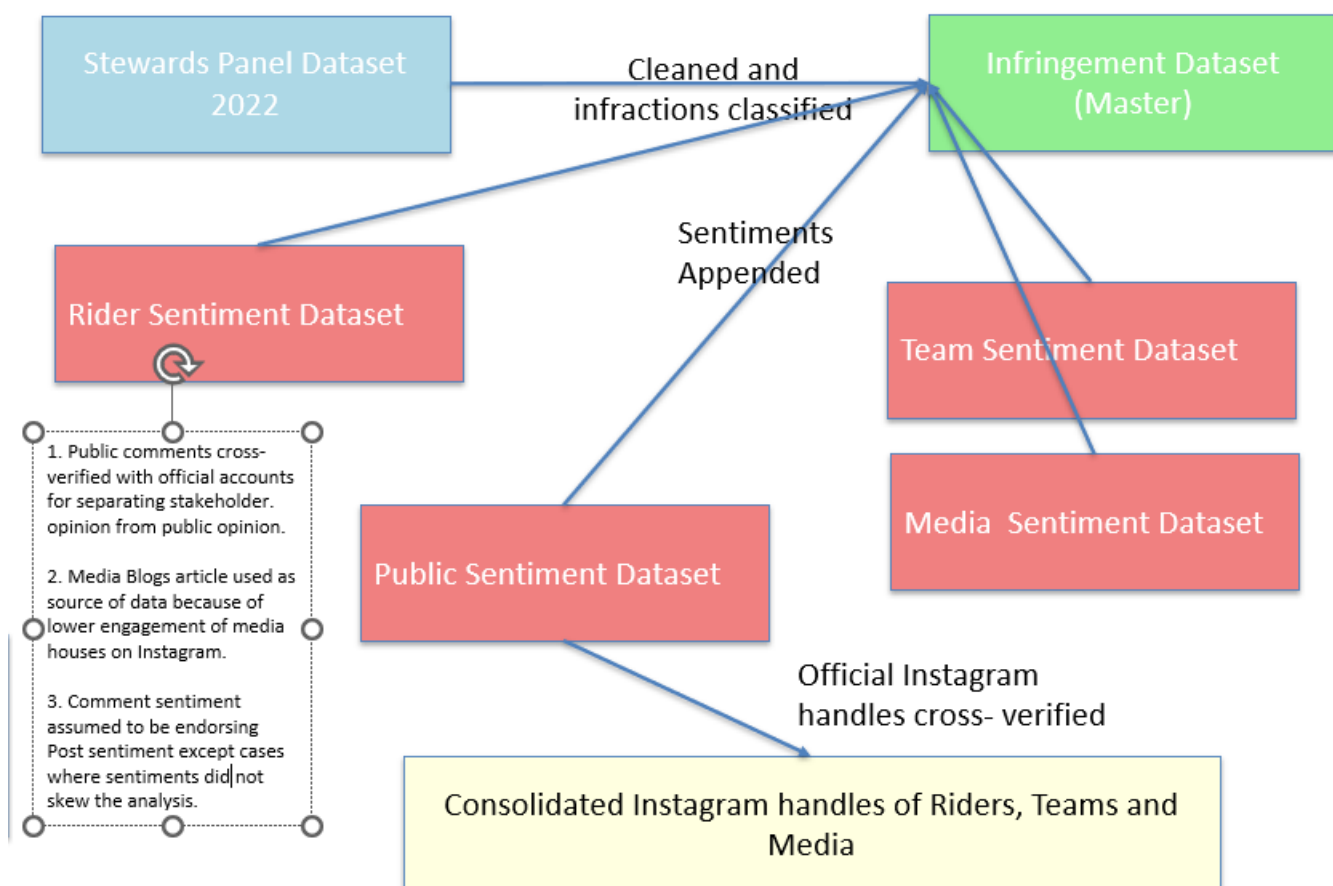 Stewards Panel Dataset
2022
Cleaned and
infractions classified
Infringement Dataset
(Master)
Rider Sentiment Dataset
Sentiments
Appended
Team Sentiment Dataset
Media  Sentiment Dataset
Public Sentiment Dataset
1. Public comments cross-
verified with official accounts
for separating stakeholder.
opinion from public opinion.
2. Media Blogs article used as
source of data because of
lower engagement of media
houses on Instagram.
3. Comment sentiment
assumed to be endorsing
Post sentiment except cases
where sentiments did not
skew the analysis.
Official Instagram
handles cross- verified
Consolidated Instagram handles of Riders, Teams and
Media